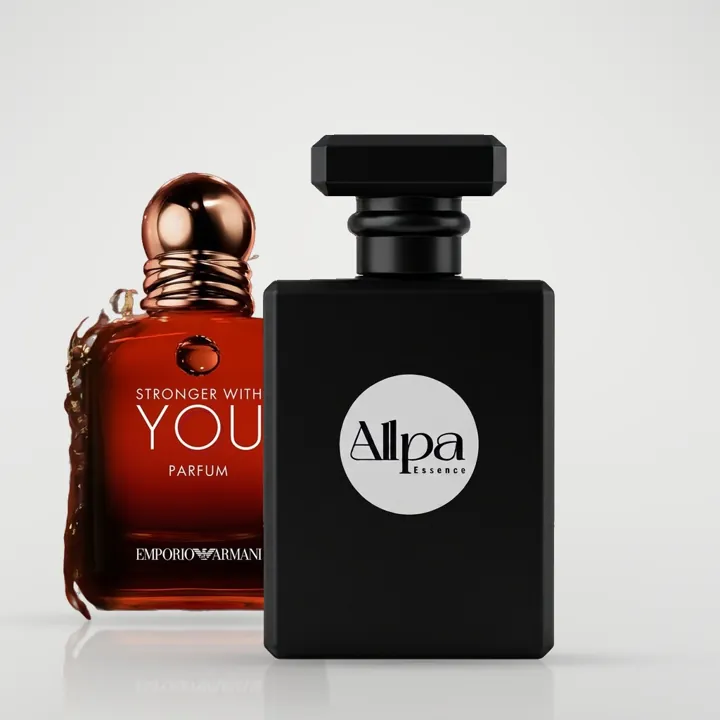 STRONGER WITH
YOU
PARFUM
EMPORIO ARMANI
Allpa
Essence